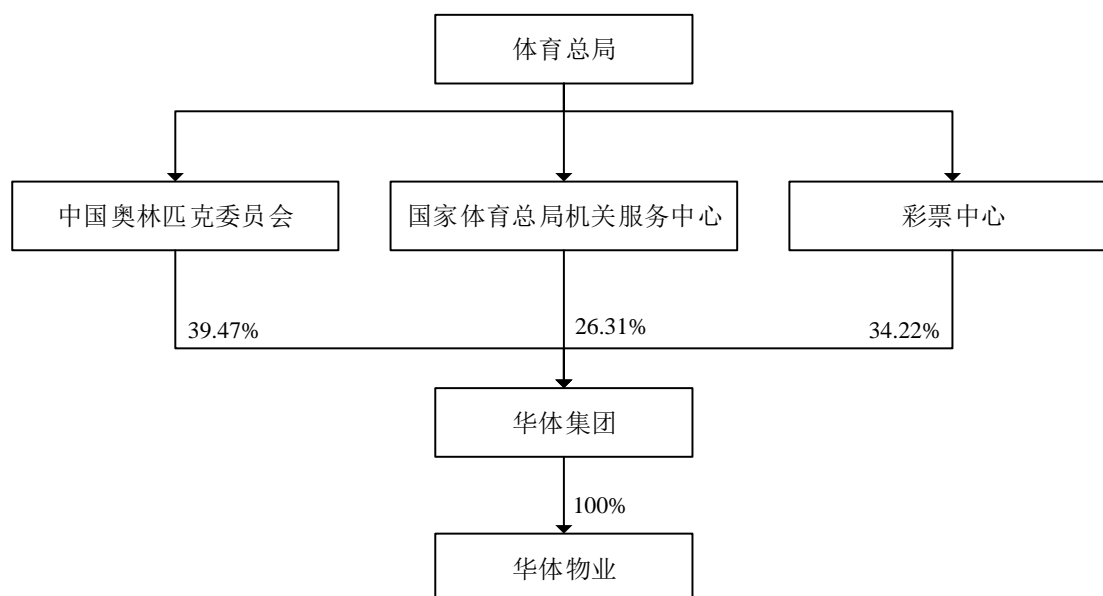 体育总局
中国奥林匹克委员会
国家体育总局机关服务中心
彩票中心
39.47%
26.31%
34.22%
华体集团
100%
华体物业